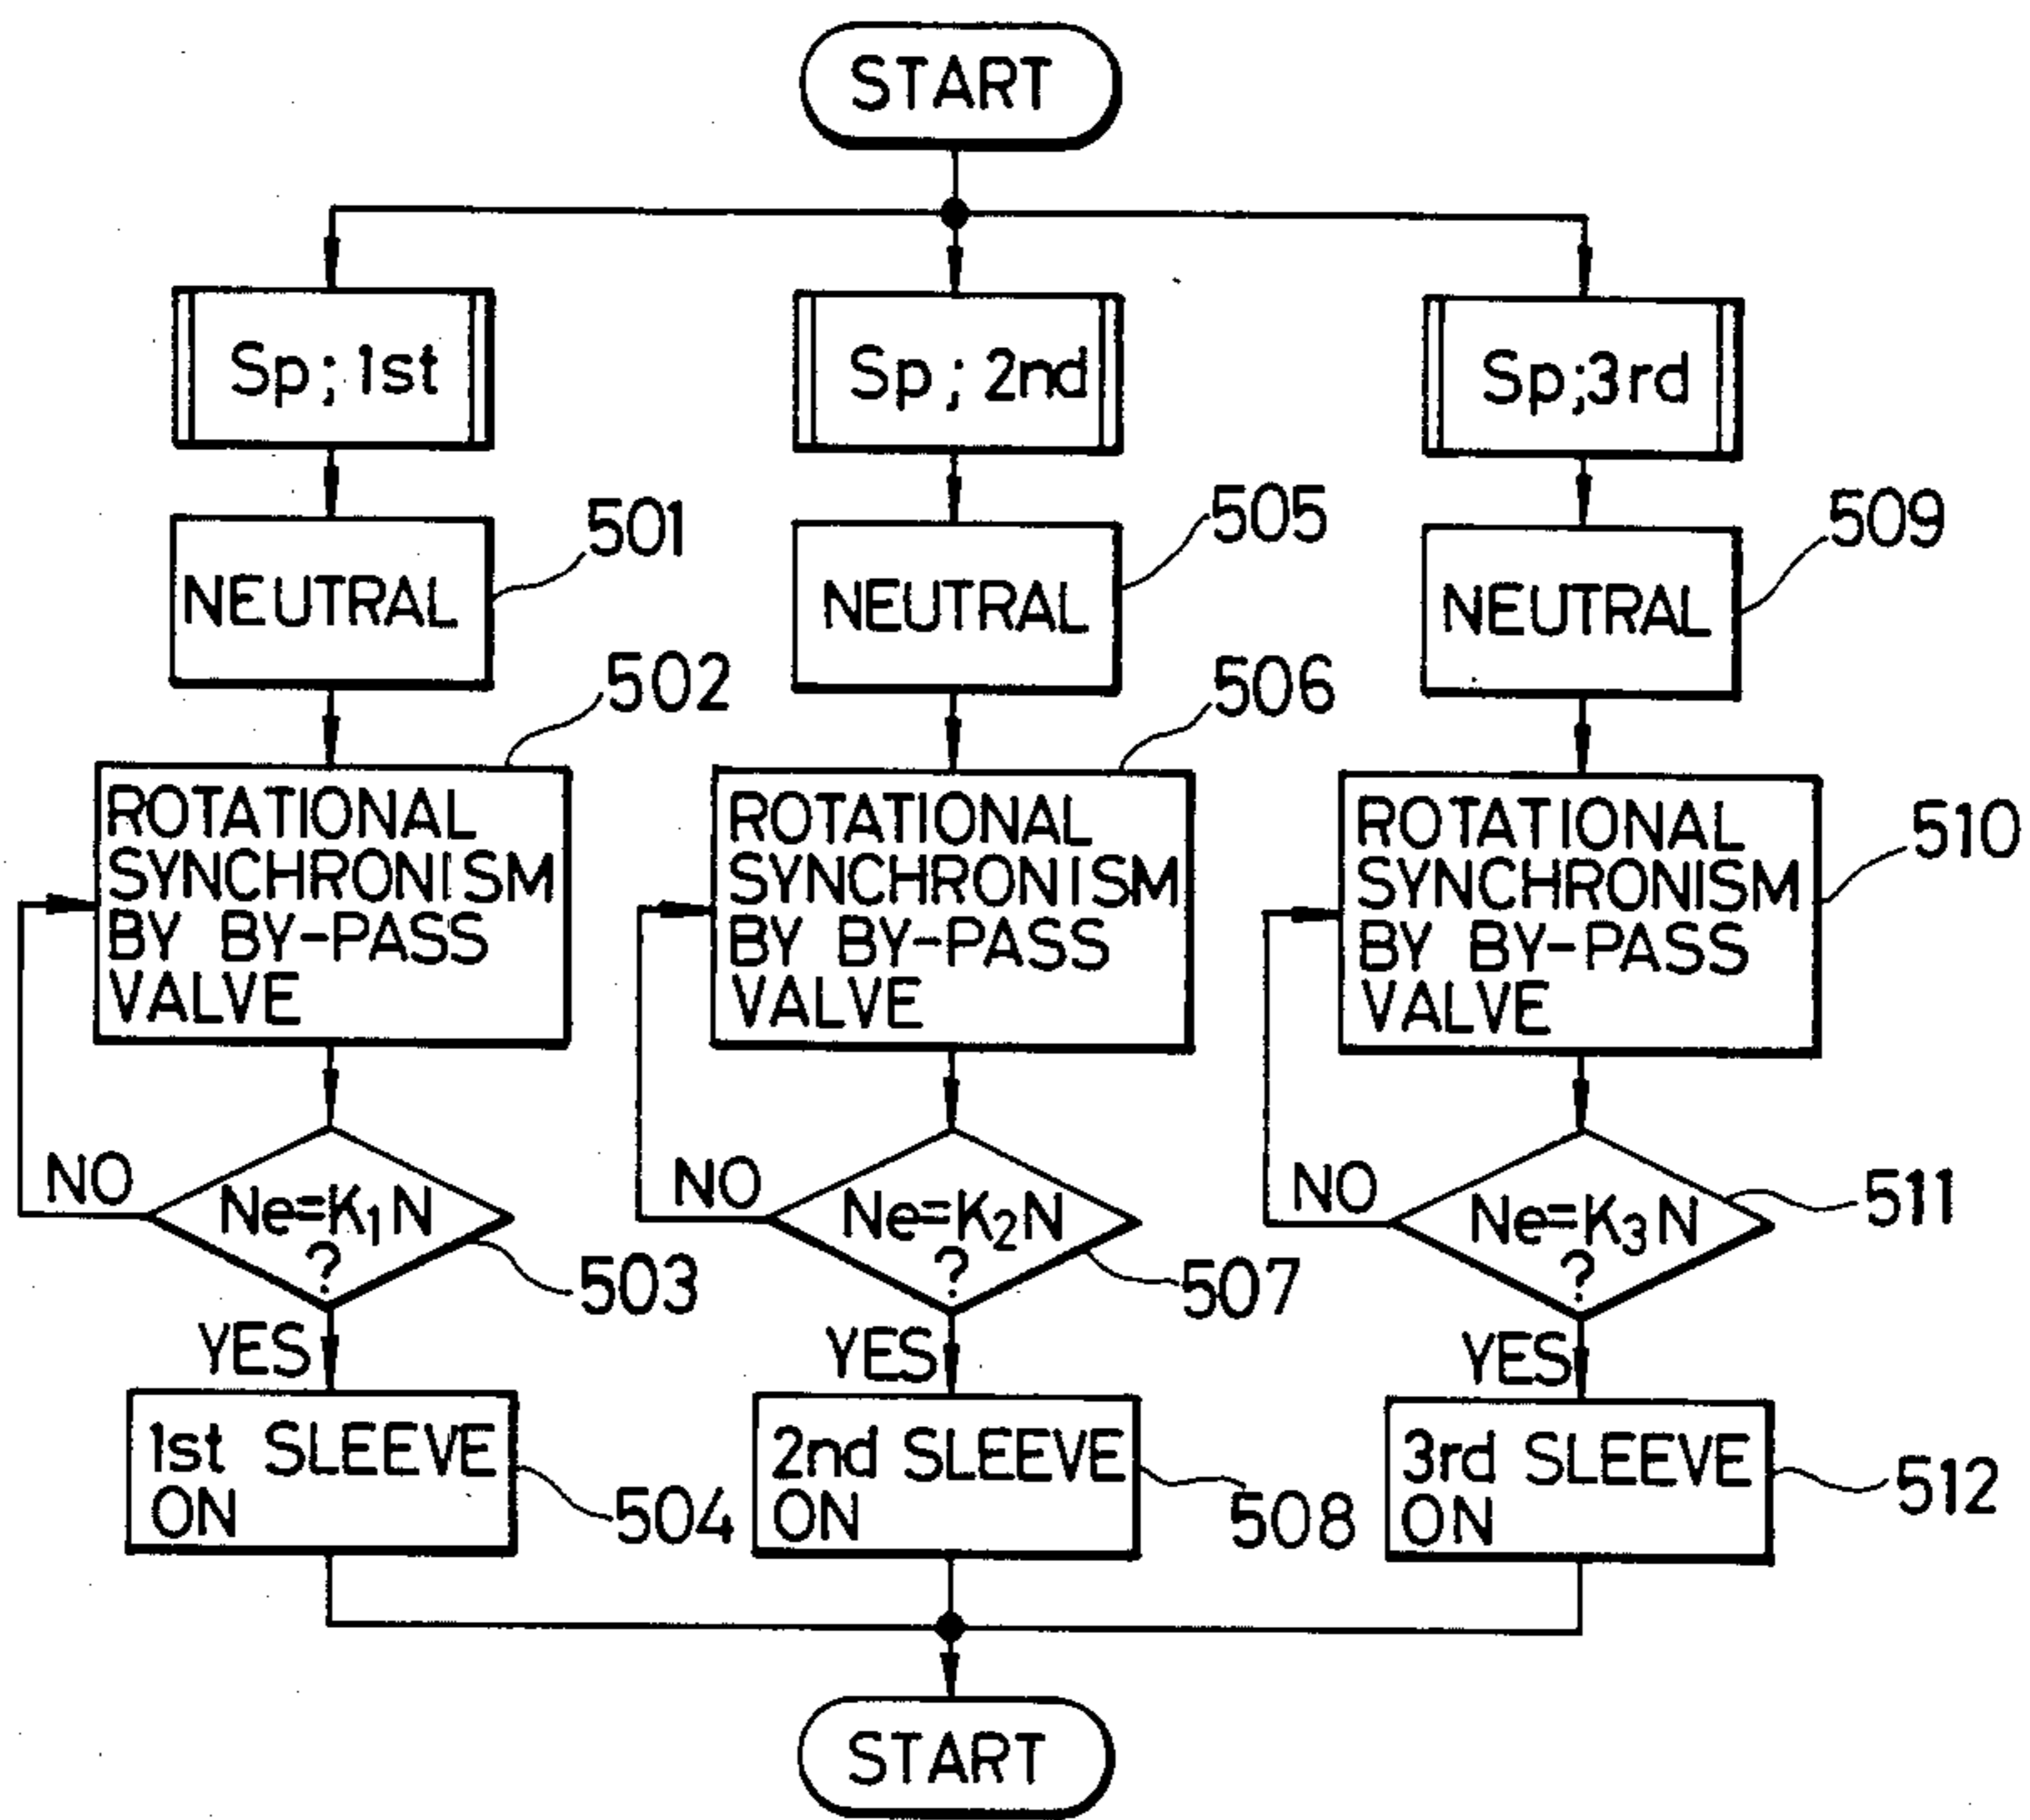 START
Sp; 1st
Sp; 2nd
Sp;3rd
NEUTRAL
501
NEUTRAL
505
NEUTRAL
509
ROTATIONAL
SYNCHRONISM
BY BY-PASS
VALVE
502
ROTATIONAL
SYNCHRONISM
BY BY-PASS
VALVE
506
ROTATIONAL
SYNCHRONISM
BY BY-PASS
VALVE
510
NO
Ne=K₁N
?
503
YES
NO
Ne=K₂N
?
507
YES
NO
Ne=K₃N
?
511
YES
1st SLEEVE
ON
504
2nd SLEEVE
ON
508
3rd SLEEVE
ON
512
START